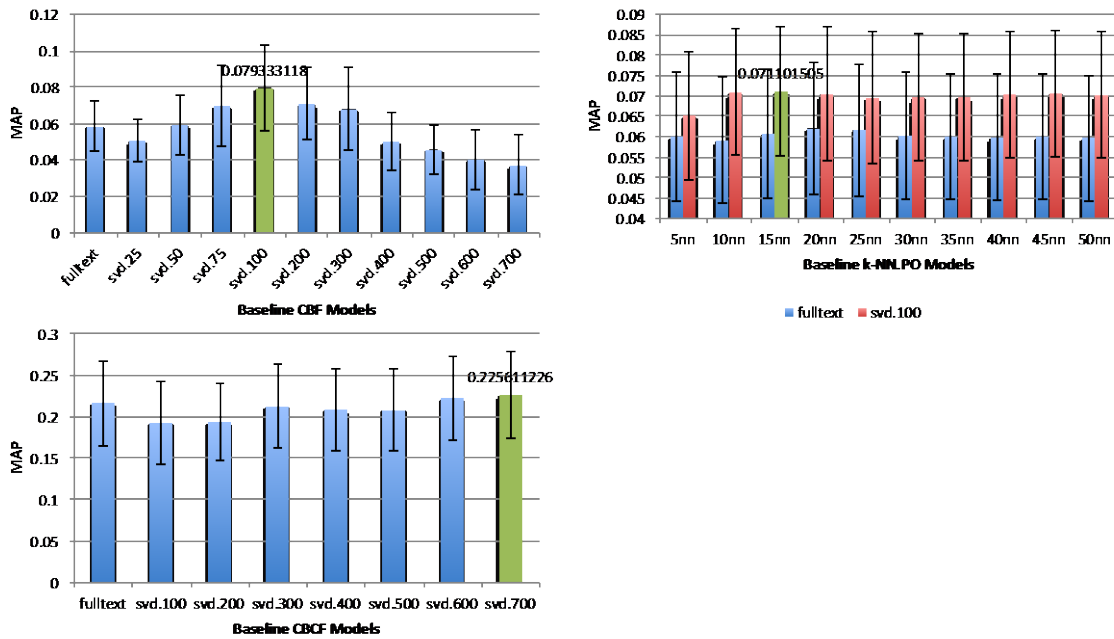 0.12
0.1
0.08
0.06
0.04
0.02
0
MAP
0.079333118
fulltext
svd.25
svd.50
svd.75
svd.100
svd.200
svd.300
svd.400
svd.500
svd.600
svd.700
Baseline CBF Models
0.09
0.085
0.08
0.075
0.07
0.065
0.06
0.055
0.05
0.045
0.04
MAP
0.071101505
5nn 10nn 15nn 20nn 25nn 30nn 35nn 40nn 45nn 50nn
Baseline k-NN.PO Models
fulltext svd.100
0.3
0.25
0.2
0.15
0.1
0.05
0
MAP
0.225611226
fulltext svd.100 svd.200 svd.300 svd.400 svd.500 svd.600 svd.700
Baseline CBCF Models